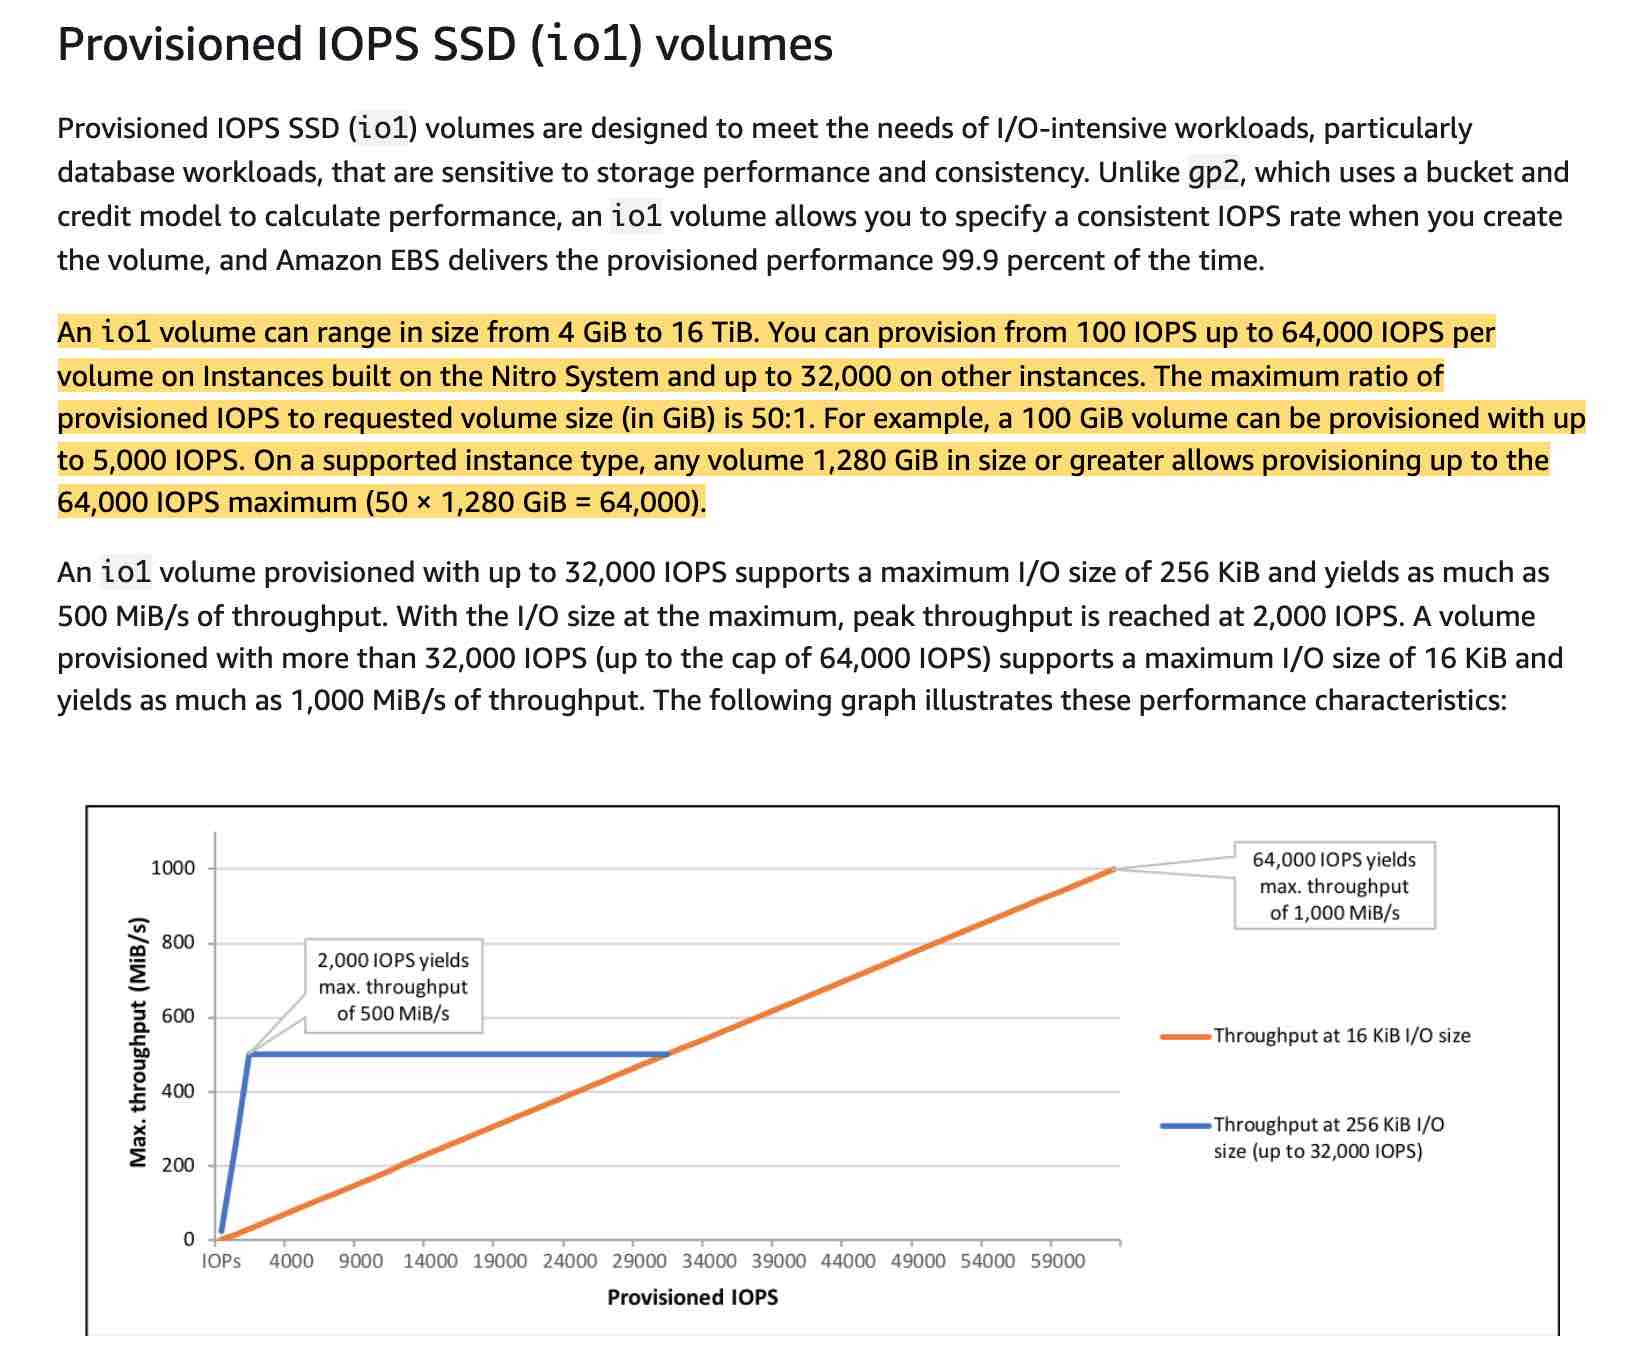 Provisioned IOPS SSD (io1) volumes
Provisioned IOPS SSD (io1) volumes are designed to meet the needs of I/O-intensive workloads, particularly
database workloads, that are sensitive to storage performance and consistency. Unlike gp2, which uses a bucket and
credit model to calculate performance, an io1 volume allows you to specify a consistent IOPS rate when you create
the volume, and Amazon EBS delivers the provisioned performance 99.9 percent of the time.
An io1 volume can range in size from 4 GiB to 16 TiB. You can provision from 100 IOPS up to 64,000 IOPS per
volume on Instances built on the Nitro System and up to 32,000 on other instances. The maximum ratio of
provisioned IOPS to requested volume size (in GiB) is 50:1. For example, a 100 GiB volume can be provisioned with up
to 5,000 IOPS. On a supported instance type, any volume 1,280 GiB in size or greater allows provisioning up to the
64,000 IOPS maximum (50 × 1,280 GiB = 64,000).
An io1 volume provisioned with up to 32,000 IOPS supports a maximum I/O size of 256 KiB and yields as much as
500 MiB/s of throughput. With the I/O size at the maximum, peak throughput is reached at 2,000 IOPS. A volume
provisioned with more than 32,000 IOPS (up to the cap of 64,000 IOPS) supports a maximum I/O size of 16 KiB and
yields as much as 1,000 MiB/s of throughput. The following graph illustrates these performance characteristics:
Max. throughput (MiB/s)
1000
800
600
400
200
0
2,000 IOPS yields
max. throughput
of 500 MiB/s
64,000 IOPS yields
max. throughput
of 1,000 MiB/s
Throughput at 16 KiB I/O size
Throughput at 256 KiB I/O
size (up to 32,000 IOPS)
IOPs 4000 9000 14000 19000 24000 29000 34000 39000 44000 49000 54000 59000
Provisioned IOPS